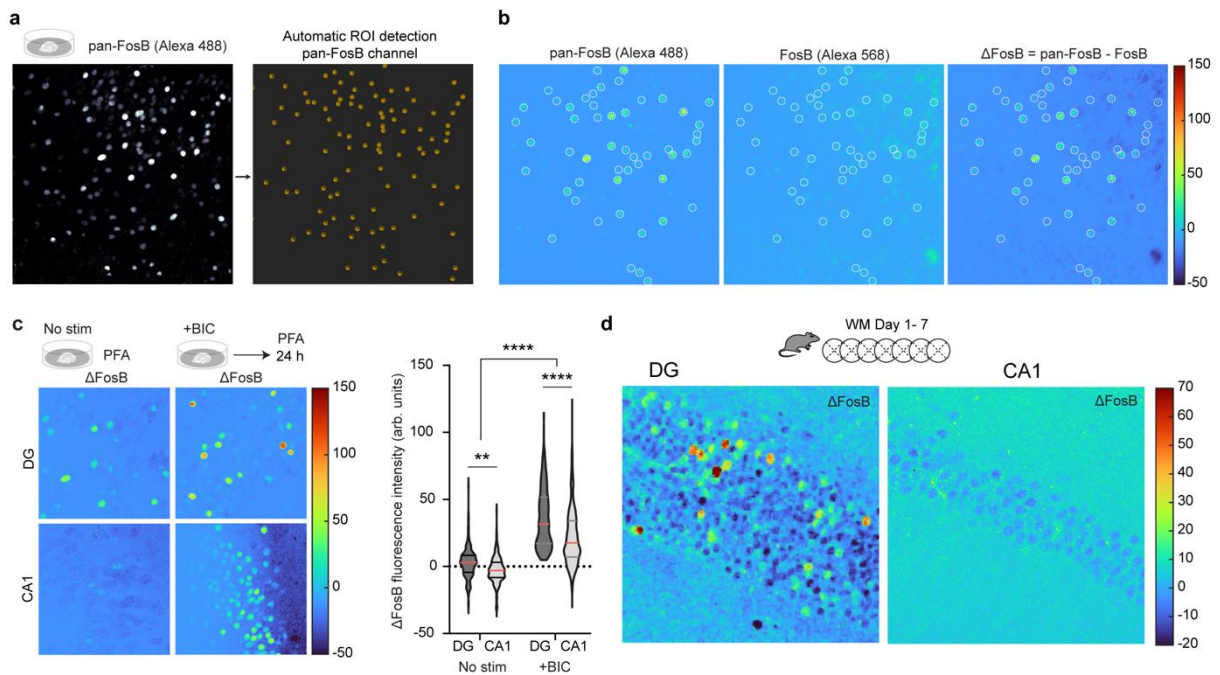 a
pan-FosB (Alexa 488)
Automatic ROI detection
pan-FosB channel
b
pan-FosB (Alexa 488)
FosB (Alexa 568)
ΔFosB = pan-FosB - FosB
150
100
50
0
-50
c
No stim
PFA
+BIC
PFA
24 h
ΔFosB
ΔFosB
DG
CA1
150
100
50
0
-50
ΔFosB fluorescence intensity (arb. units)
150
100
50
0
-50
****
****
**
DG CA1
DG CA1
No stim
+BIC
d
WM Day 1- 7
DG
CA1
ΔFosB
ΔFosB
70
60
50
40
30
20
10
0
-10
-20